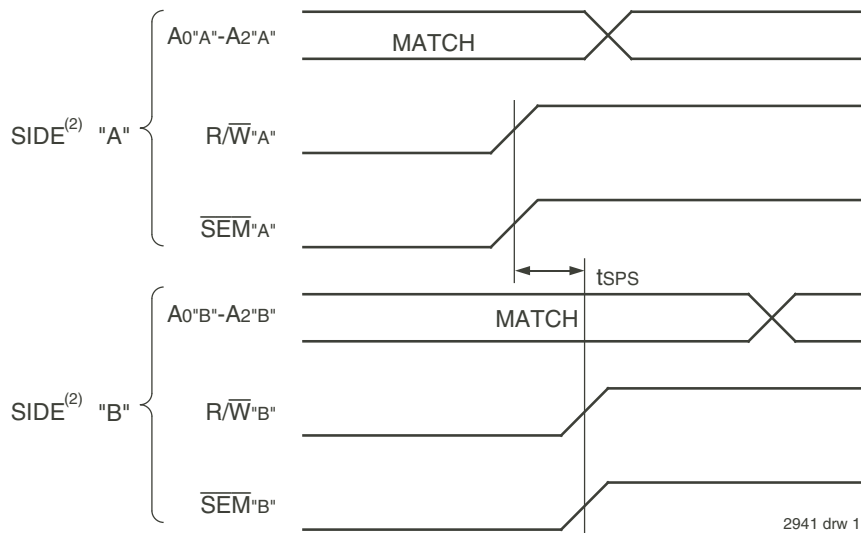 A0"A"-A2"A"
MATCH
SIDE(2) "A"
R/W"A"
SEM"A"
tSPS
A0"B"-A2"B"
MATCH
SIDE(2) "B"
R/W"B"
SEM"B"
2941 drw 1